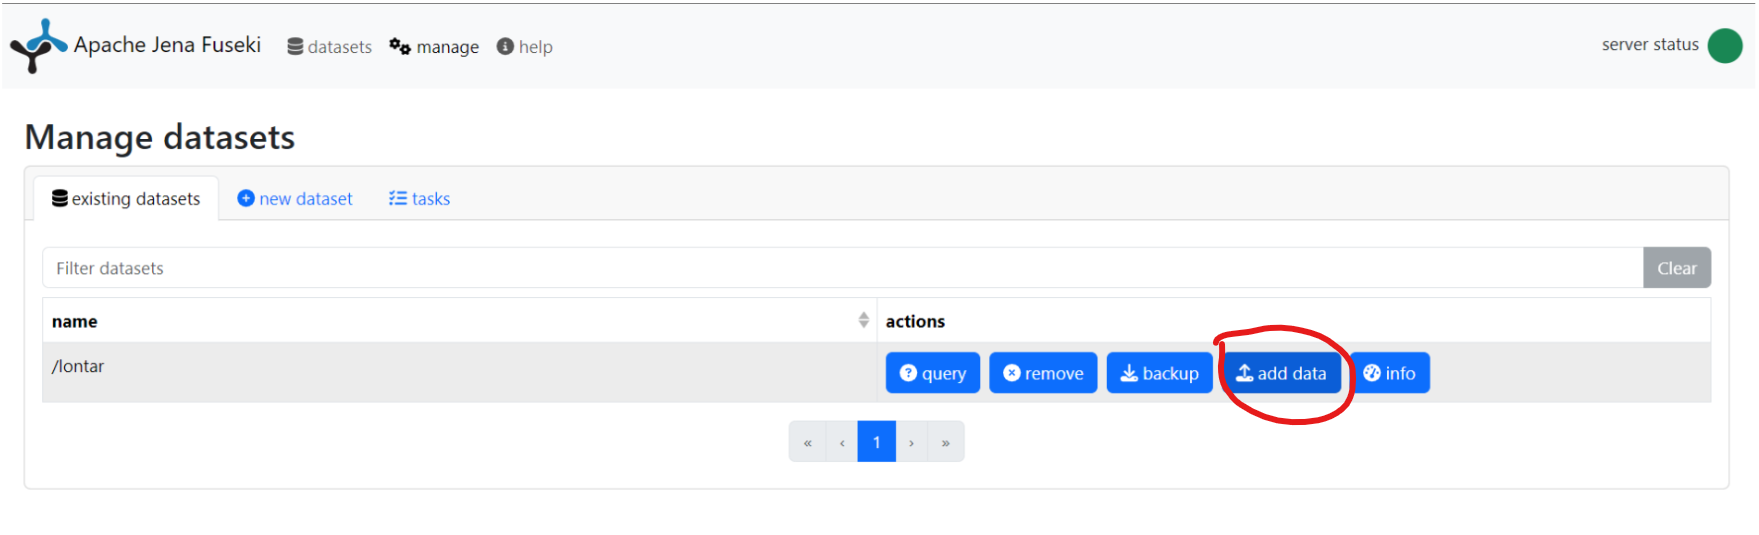 Apache Jena Fuseki datasets manage help server status
Manage datasets
existing datasets new dataset tasks
Filter datasets Clear
name actions
/lontar query remove backup add data info
« ‹ 1 › »